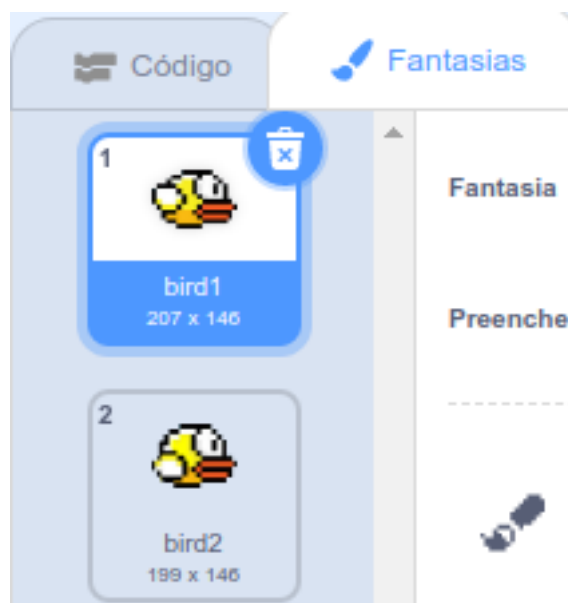 Código
Fantasias
1
bird1
207 x 146
2
bird2
199 x 146
Fantasia
Preenche